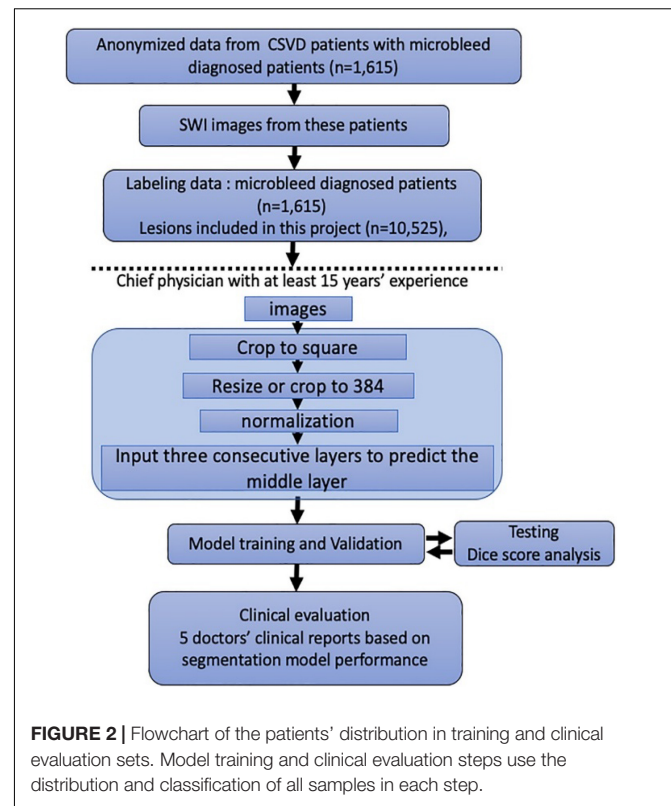 Anonymized data from CSVD patients with microbleed
diagnosed patients (n=1,615)
SWI images from these patients
Labeling data : microbleed diagnosed patients
(n=1,615)
Lesions included in this project (n=10,525),
Chief physician with at least 15 years' experience
images
Crop to square
Resize or crop to 384
normalization
Input three consecutive layers to predict the
middle layer
Model training and Validation
Testing
Dice score analysis
Clinical evaluation
5 doctors' clinical reports based on
segmentation model performance
FIGURE 2 | Flowchart of the patients' distribution in training and clinical
evaluation sets. Model training and clinical evaluation steps use the
distribution and classification of all samples in each step.